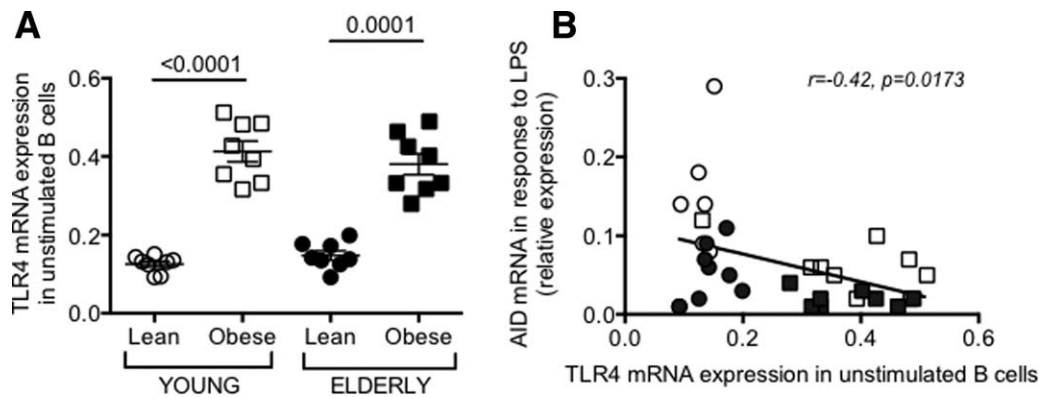 A
<0.0001
0.0001
TLR4 mRNA expression
in unstimulated B cells
0.6
0.4
0.2
0.0
Lean
Obese
Lean
Obese
YOUNG
ELDERLY
B
r=-0.42, p=0.0173
AID mRNA in response to LPS
(relative expression)
0.3
0.2
0.1
0.0
0.0
0.2
0.4
0.6
TLR4 mRNA expression in unstimulated B cells